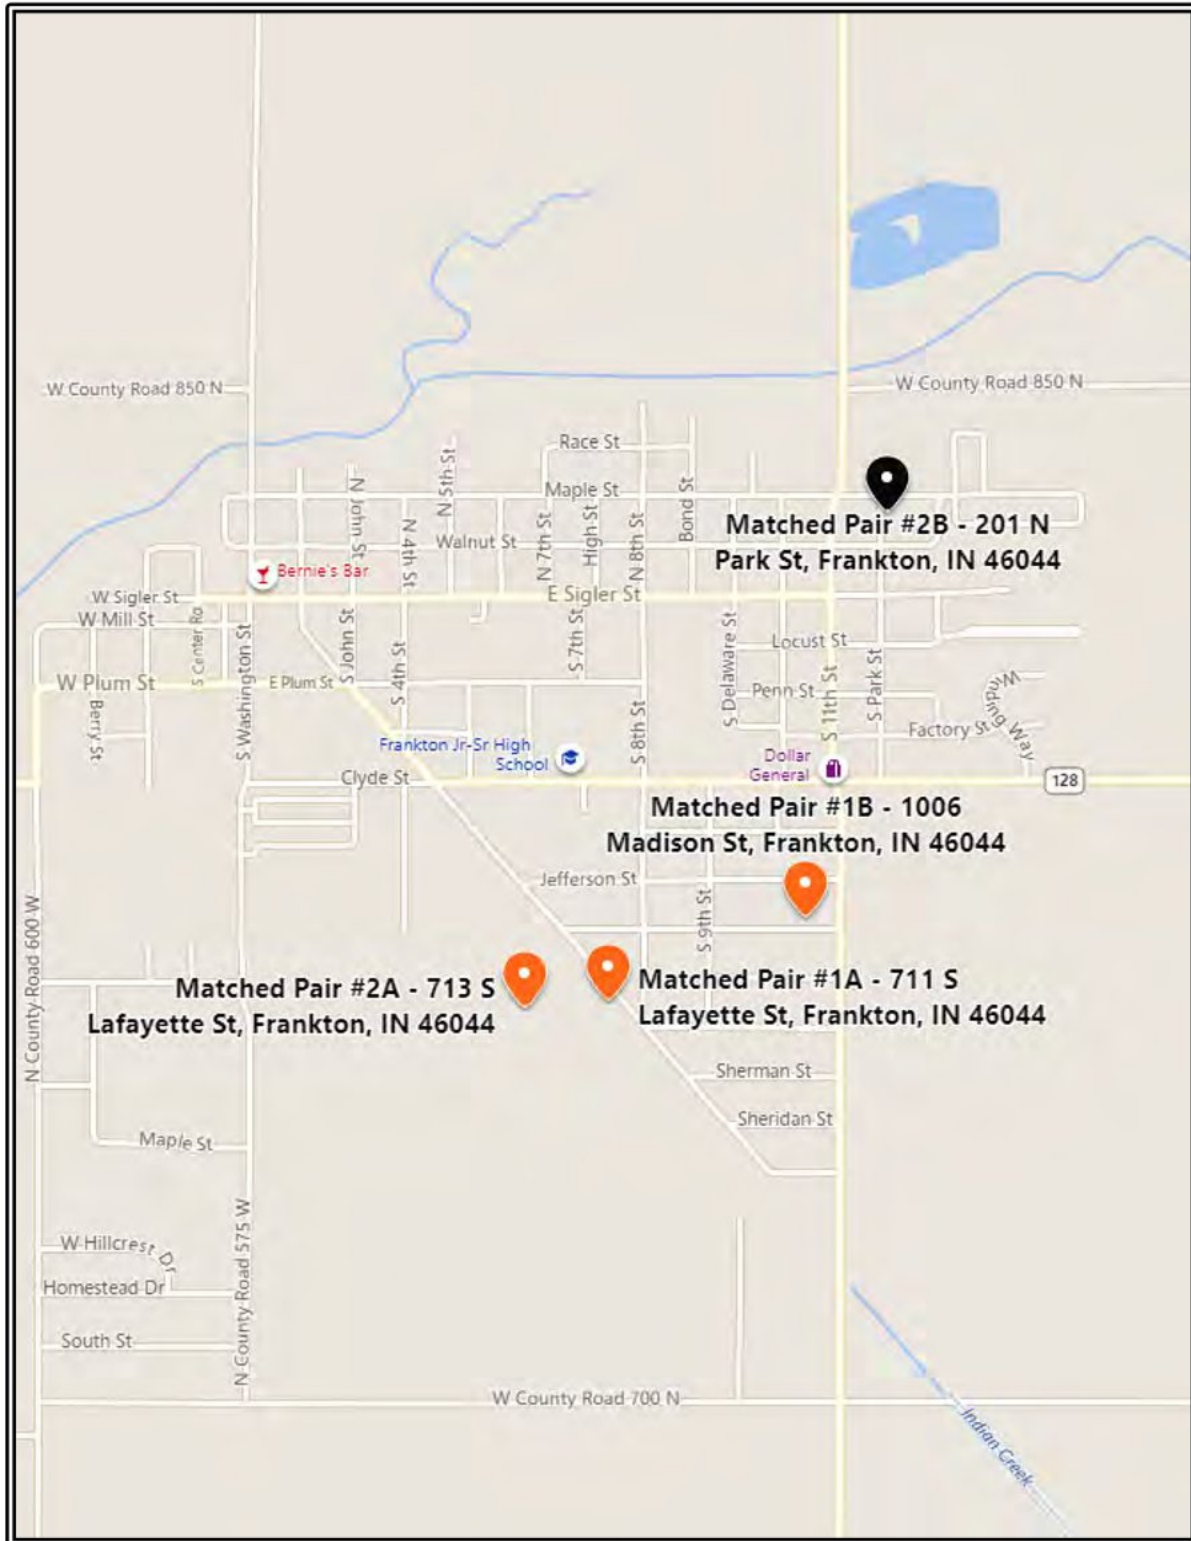 W County Road 850 N
W County Road 850 N
Race St
N 5th St
N John St
Maple St
Bond St
N 4th St
N 7th St
High St
N 8th St
Matched Pair #2B - 201 N
Park St, Frankton, IN 46044
Walnut St
Bernie's Bar
W Sigler St
E Sigler St
W Mill St
S Center Ro
S Washington St
S John St
S 4th St
S 7th St
S Delaware St
Locust St
W Plum St
E Plum St
Penn St
S 11th St
S Park St
Winding Way
Berry St
S 8th St
Factory St
Frankton Jr-Sr High
School
Dollar
General
Clyde St
128
Matched Pair #1B - 1006
Madison St, Frankton, IN 46044
Jefferson St
S 9th St
N County Road 600 W
Matched Pair #2A - 713 S
Lafayette St, Frankton, IN 46044
Matched Pair #1A - 711 S
Lafayette St, Frankton, IN 46044
Sherman St
Sheridan St
Maple St
N County Road 575 W
W Hillcrest Dr
Homestead Dr
South St
W County Road 700 N
Indian Creek